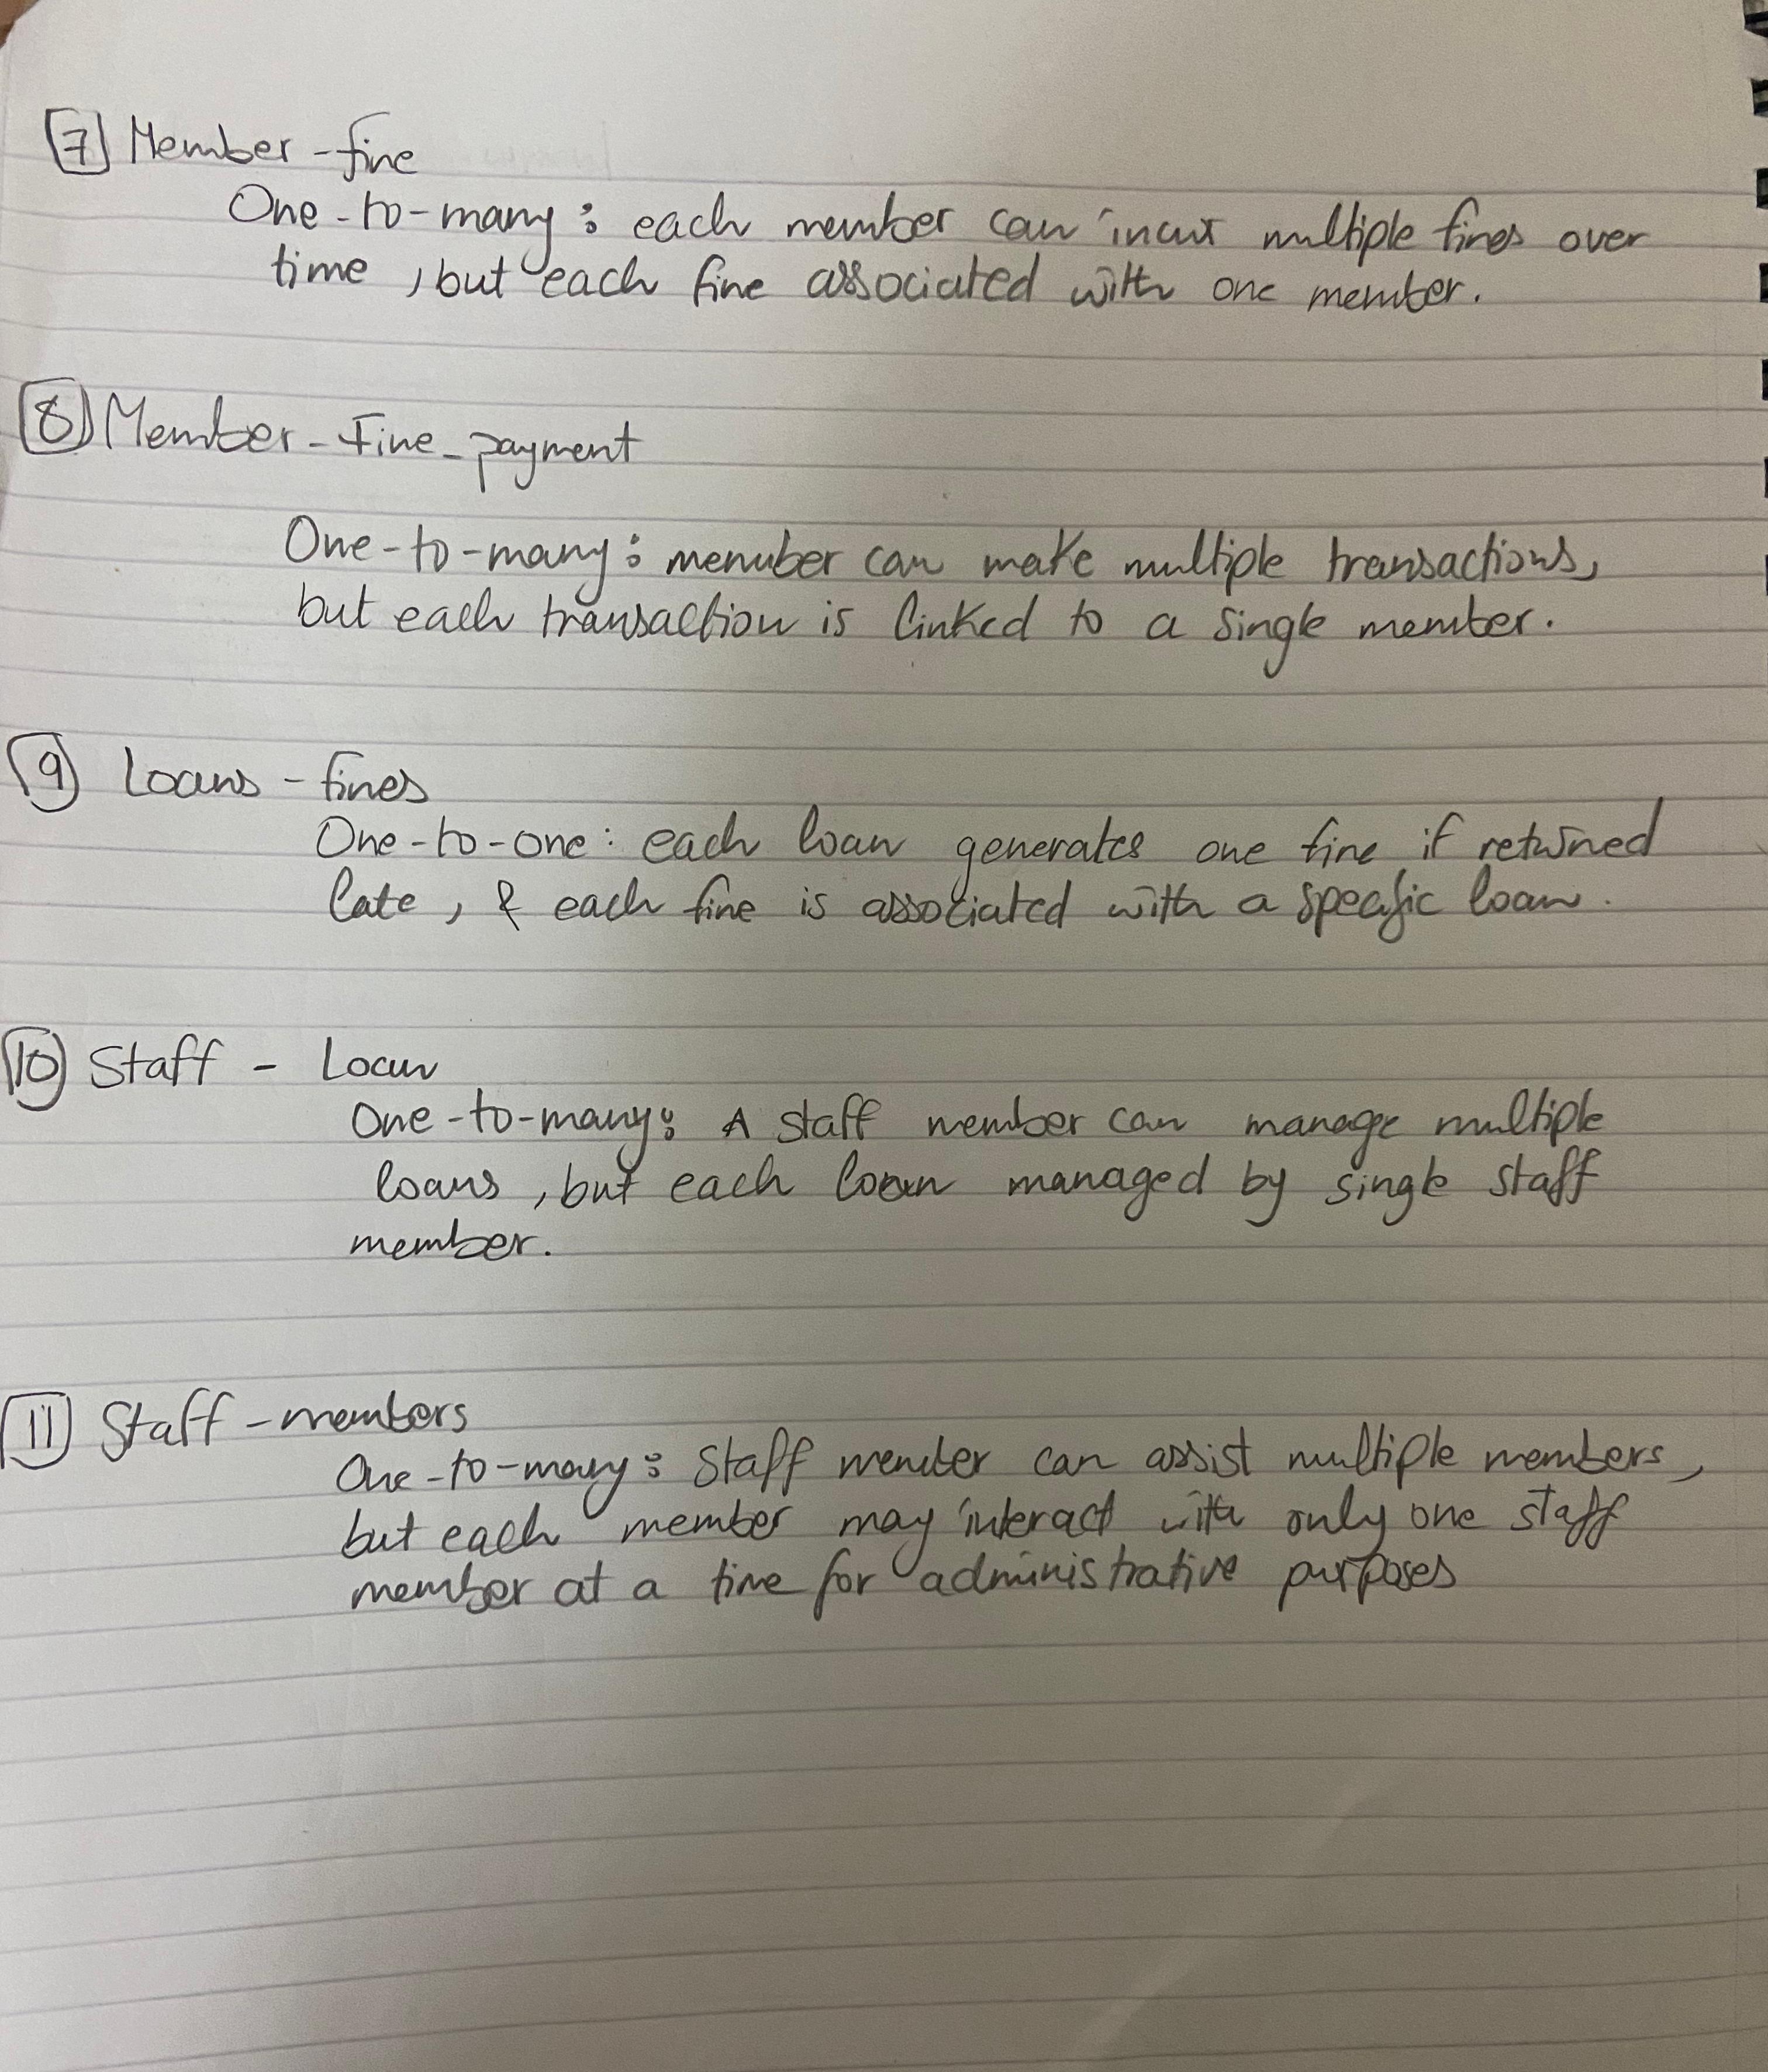 7 Member - fine
One-to-many: each member can incur multiple fines over
time, but each fine associated with one member.
8 Member - Fine_payment
One-to-many: member can make multiple transactions,
but each transaction is linked to a single member.
9 Loans - fines
One-to-one: each loan generates one fine if returned
late, & each fine is associated with a specific loan.
10 Staff - Loan
One-to-many: A staff member can manage multiple
loans, but each loan managed by single staff
member.
11 Staff - members
One-to-many: Staff member can assist multiple members,
but each member may interact with only one staff
member at a time for administrative purposes